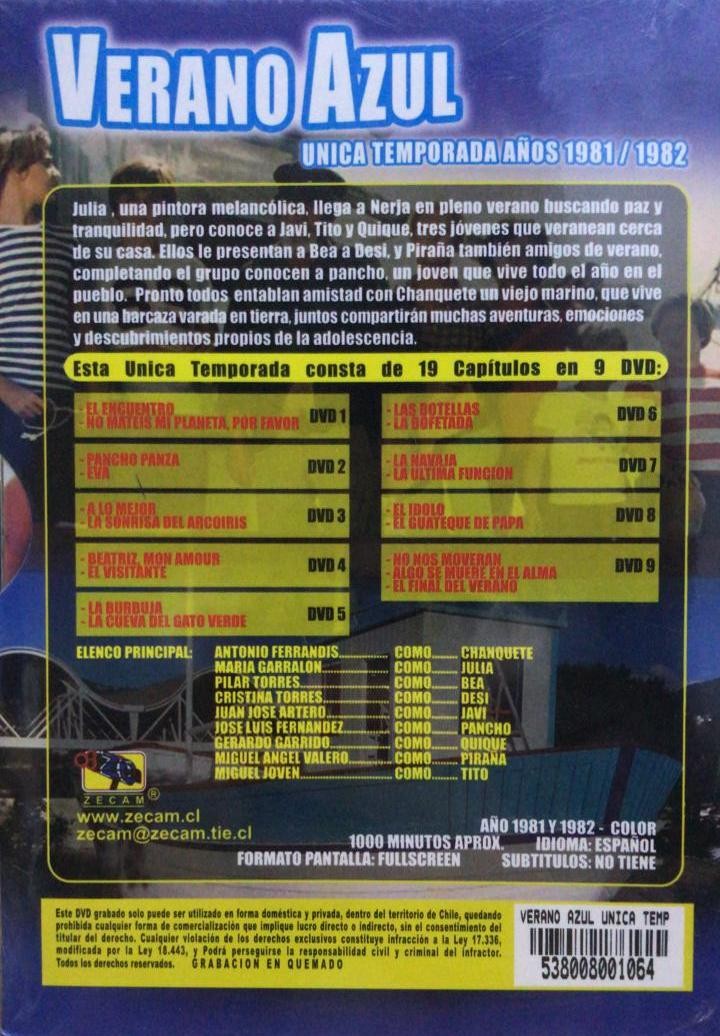 VERANO AZUL
UNICA TEMPORADA AÑOS 1981 / 1982
Julia , una pintora melancólica, llega a Nerja en pleno verano buscando paz y
tranquilidad, pero conoce a Javi, Tito y Quique, tres jóvenes que veranean cerca
de su casa. Ellos le presentan a Bea a Desi, y Piraña también amigos de verano,
completando el grupo conocen a pancho, un joven que vive todo el año en el
pueblo. Pronto todos entablan amistad con Chanquete un viejo marino, que vive
en una barcaza varada en tierra, juntos compartirán muchas aventuras, emociones
y descubrimientos propios de la adolescencia.
Esta Unica Temporada consta de 19 Capítulos en 9 DVD:
- EL ENCUENTRO
- NO MATEIS MI PLANETA, POR FAVOR DVD 1
- PANCHO PANZA
- EVA DVD 2
- A LO MEJOR
- LA SONRISA DEL ARCOIRIS DVD 3
- BEATRIZ, MON AMOUR
- EL VISITANTE DVD 4
- LA BURBUJA
- LA CUEVA DEL GATO VERDE DVD 5
- LAS BOTELLAS
- LA BOFETADA DVD 6
- LA NAVAJA
- LA ULTIMA FUNCION DVD 7
- EL IDOLO
- EL GUATEQUE DE PAPA DVD 8
- NO NOS MOVERAN
- ALGO SE MUERE EN EL ALMA
- EL FINAL DEL VERANO DVD 9
ELENCO PRINCIPAL: ANTONIO FERRANDIS............... COMO....... CHANQUETE
MARIA GARRALON.................. COMO....... JULIA
PILAR TORRES...................... COMO....... BEA
CRISTINA TORRES.................. COMO....... DESI
JUAN JOSE ARTERO................ COMO....... JAVI
JOSE LUIS FERNANDEZ............ COMO....... PANCHO
GERARDO GARRIDO................ COMO....... QUIQUE
MIGUEL ANGEL VALERO........... COMO....... PIRAÑA
MIGUEL JOVEN..................... COMO....... TITO
ZECAM ®
www.zecam.cl
zecam@zecam.tie.cl
AÑO 1981 Y 1982 - COLOR
1000 MINUTOS APROX. IDIOMA: ESPAÑOL
FORMATO PANTALLA: FULLSCREEN SUBTITULOS: NO TIENE
Este DVD grabado solo puede ser utilizado en forma doméstica y privada, dentro del territorio de Chile, quedando
prohibida cualquier forma de comercialización que implique lucro directo o indirecto, sin el consentimiento del
titular del derecho. Cualquier violación de los derechos exclusivos constituye infracción a la Ley 17.336,
modificada por la Ley 18.443, y Podrá perseguirse la responsabilidad civil y criminal del infractor.
Todos los derechos reservados. GRABACION EN QUEMADO
VERANO AZUL UNICA TEMP
538008001064